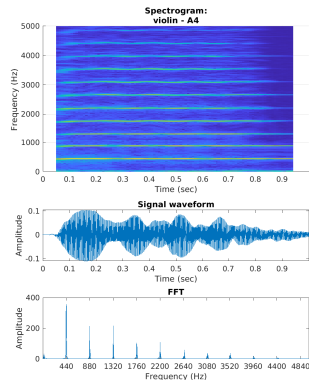 Spectrogram:
violin - A4
5000
4000
3000
2000
1000
0
Frequency (Hz)
0 0.1 0.2 0.3 0.4 0.5 0.6 0.7 0.8 0.9
Time (sec)
Signal waveform
0.1
0
-0.1
Amplitude
0 0.1 0.2 0.3 0.4 0.5 0.6 0.7 0.8 0.9
Time (sec)
FFT
400
200
0
Amplitude
440 880 1320 1760 2200 2640 3080 3520 3960 4400 4840
Frequency (Hz)